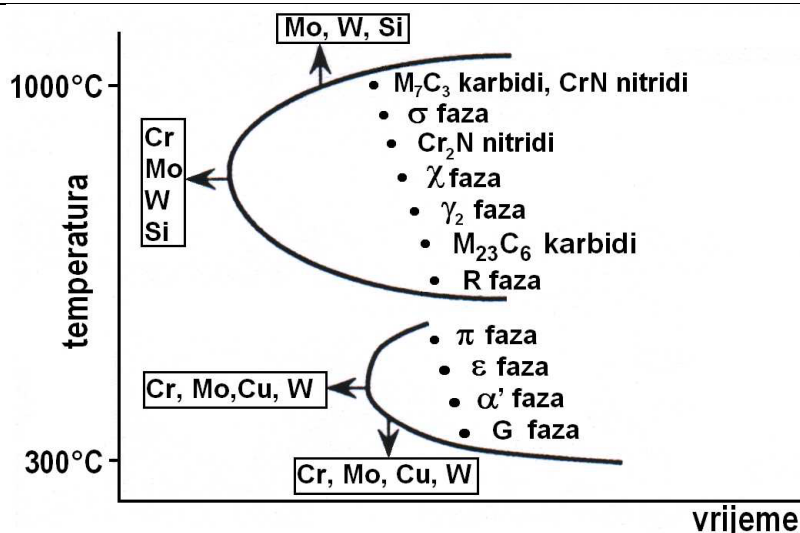 Mo, W, Si
1000°C
M₇C₃ karbidi, CrN nitridi
σ faza
Cr₂N nitridi
χ faza
γ₂ faza
M₂₃C₆ karbidi
R faza
Cr
Mo
W
Si
temperatura
π faza
ε faza
α’ faza
G faza
Cr, Mo,Cu, W
300°C
Cr, Mo, Cu, W
vrijeme